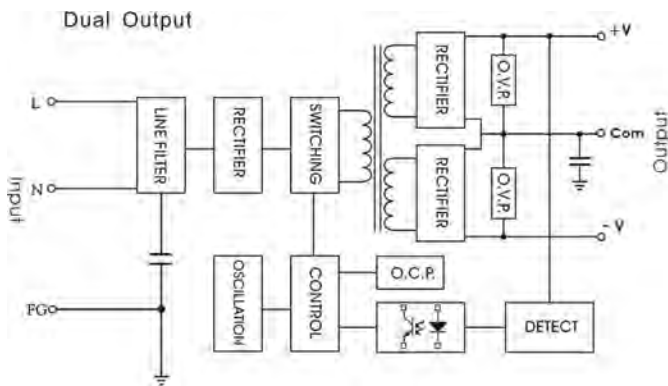 Dual Output
L
N
FG
Input
LINE FILTER
RECTIFIER
SWITCHING
RECTIFIER
RECTIFIER
O.V.P.
O.V.P.
+V
Com
-V
Output
OSCILLATION
CONTROL
O.C.P.
DETECT